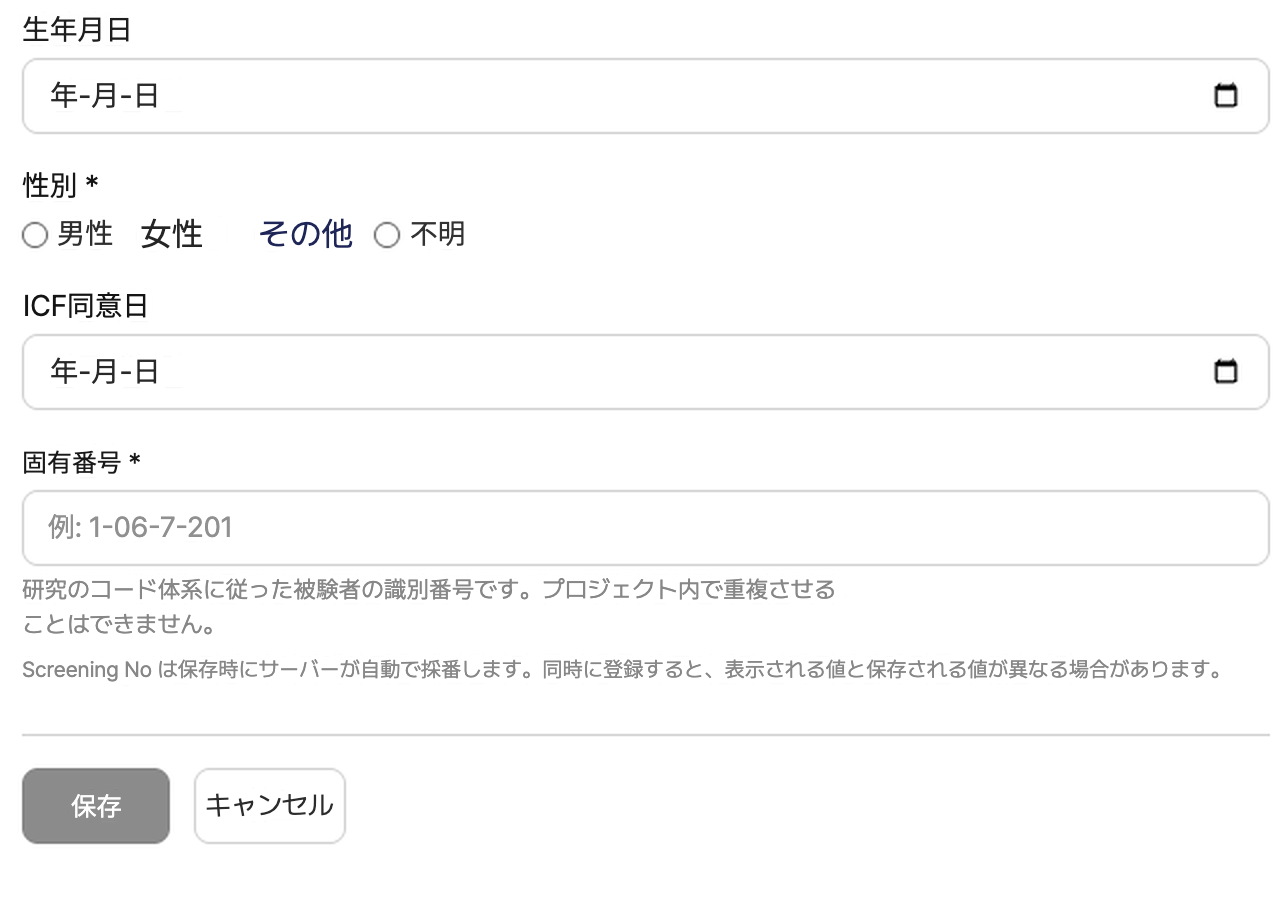 生年月日
年-月-日
性別 *
男性 女性 その他 不明
ICF同意日
年-月-日
固有番号 *
例: 1-06-7-201
研究のコード体系に従った被験者の識別番号です。プロジェクト内で重複させる
ことはできません。
Screening No は保存時にサーバーが自動で採番します。同時に登録すると、表示される値と保存される値が異なる場合があります。
保存 キャンセル